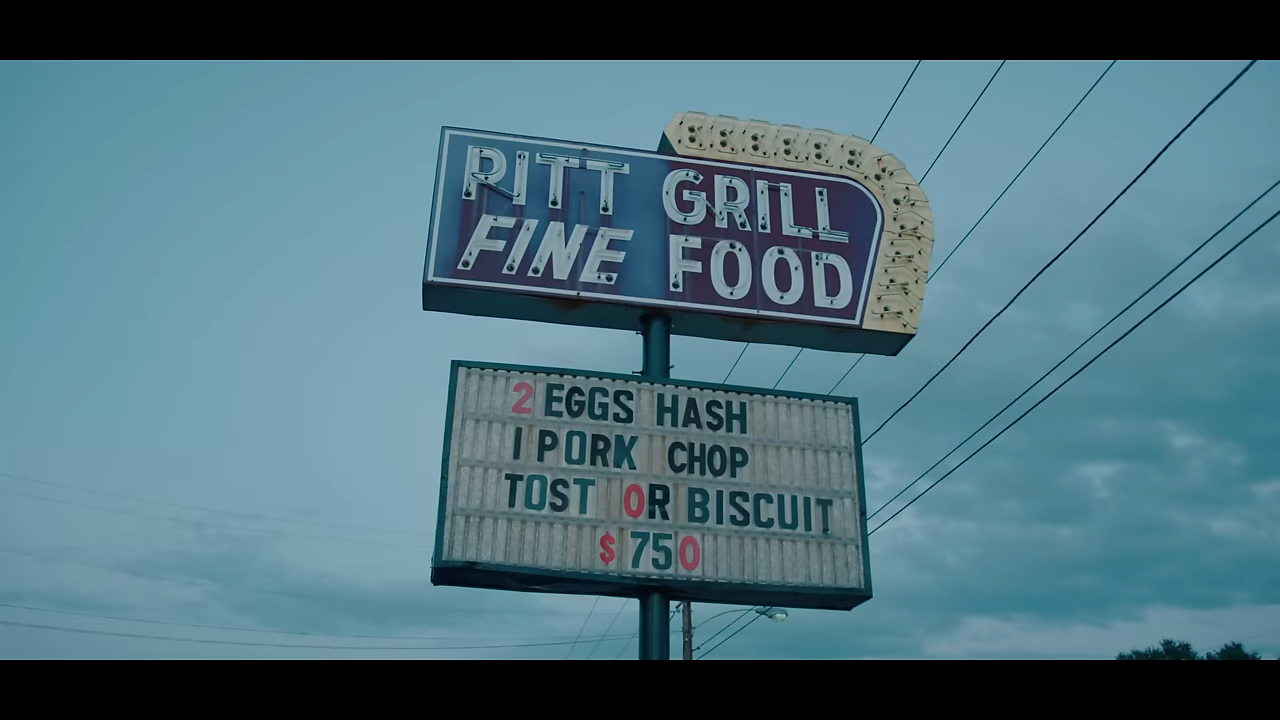 PITT GRILL
FINE FOOD
2 EGGS HASH
1 PORK CHOP
TOST OR BISCUIT
$ 750